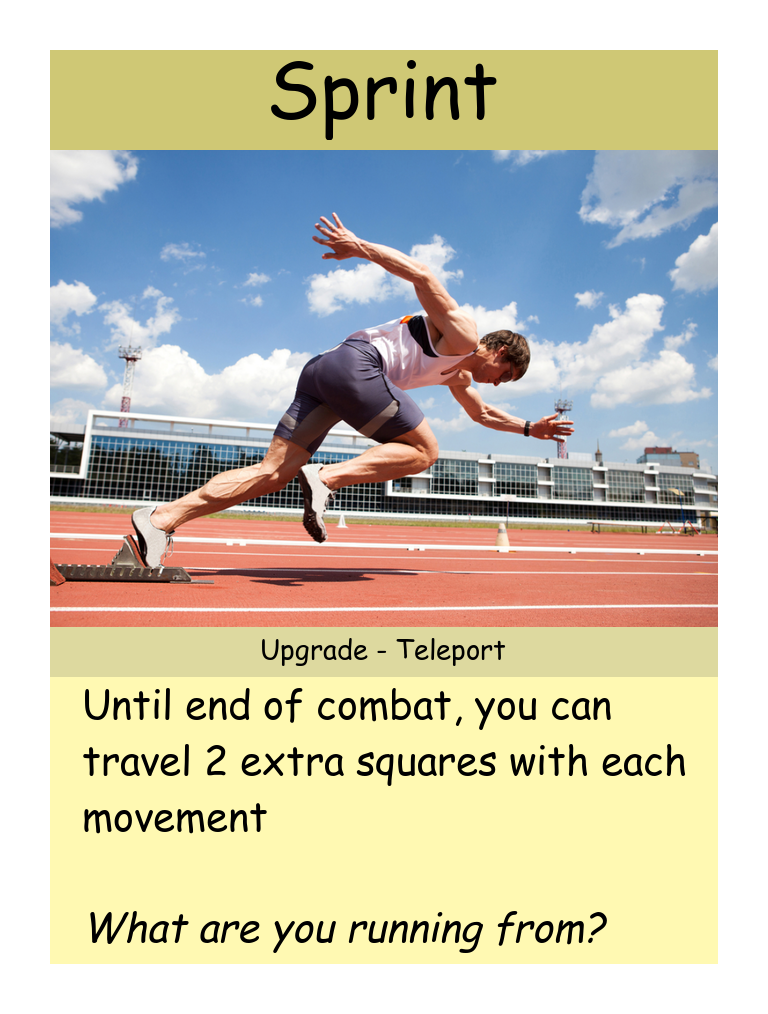 Sprint
Upgrade - Teleport
Until end of combat, you can
travel 2 extra squares with each
movement
What are you running from?